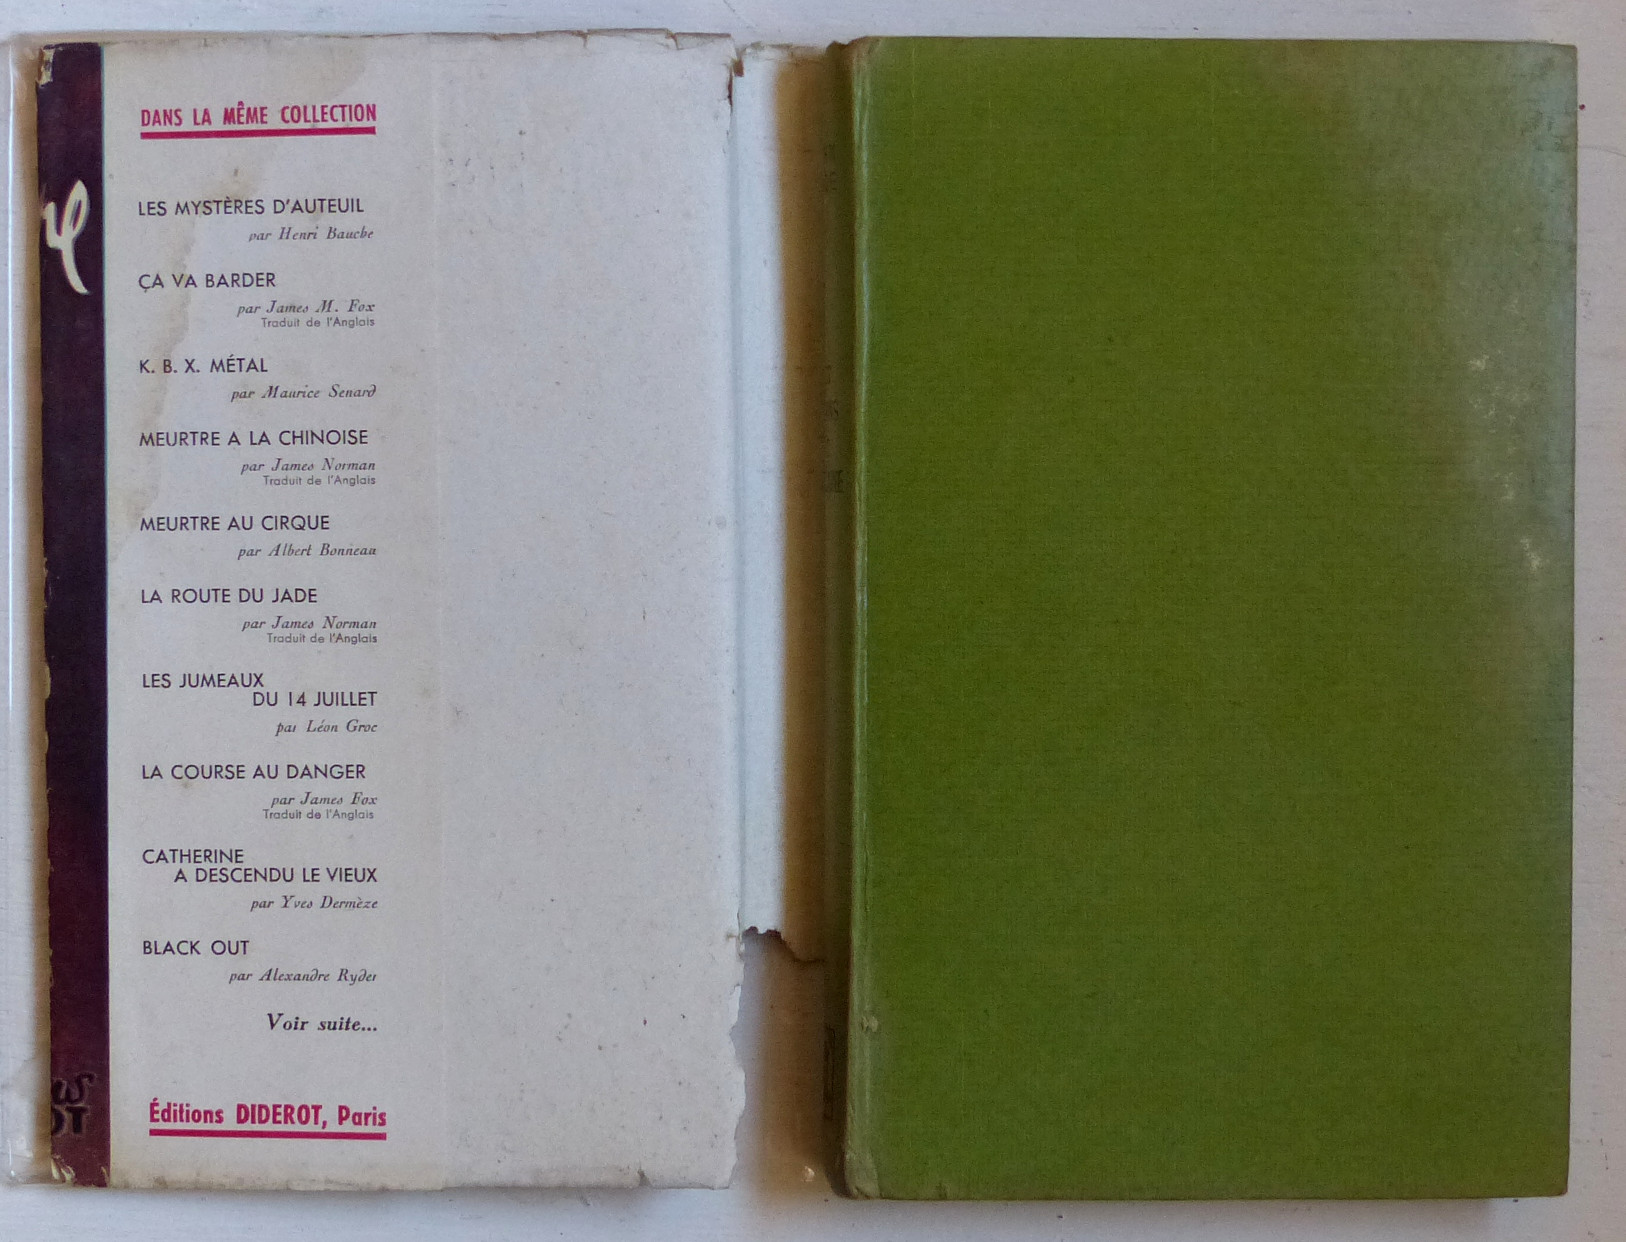 DANS LA MÊME COLLECTION
LES MYSTÈRES D'AUTEUIL
par Henri Bauche
ÇA VA BARDER
par James M. Fox
Traduit de l'Anglais
K. B. X. MÉTAL
par Maurice Senard
MEURTRE A LA CHINOISE
par James Norman
Traduit de l'Anglais
MEURTRE AU CIRQUE
par Albert Bonneau
LA ROUTE DU JADE
par James Norman
Traduit de l'Anglais
LES JUMEAUX
DU 14 JUILLET
par Léon Groc
LA COURSE AU DANGER
par James Fox
Traduit de l'Anglais
CATHERINE
A DESCENDU LE VIEUX
par Yves Dermèze
BLACK OUT
par Alexandre Ryder
Voir suite...
Éditions DIDEROT, Paris